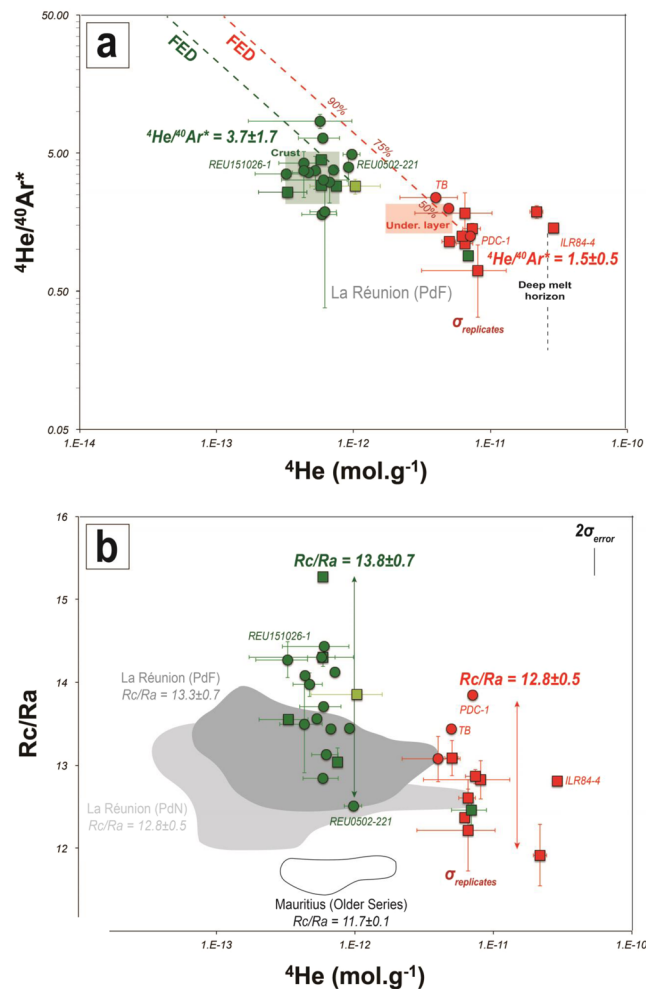 50.00
a
FED
FED
90%
⁴He/⁴⁰Ar* = 3.7±1.7
75%
5.00
Crust
REU151026-1
REU0502-221
TB
50%
Under. layer
PDC-1
ILR84-4
⁴He/⁴⁰Ar* = 1.5±0.5
⁴He/⁴⁰Ar*
0.50
La Réunion (PdF)
Deep melt
horizon
σreplicates
0.05
1.E-14
1.E-13
1.E-12
1.E-11
1.E-10
⁴He (mol.g⁻¹)
16
b
2σerror
Rc/Ra = 13.8±0.7
15
REU151026-1
La Réunion (PdF)
Rc/Ra = 13.3±0.7
14
Rc/Ra = 12.8±0.5
PDC-1
TB
Rc/Ra
13
ILR84-4
La Réunion (PdN)
Rc/Ra = 12.8±0.5
REU0502-221
12
σreplicates
Mauritius (Older Series)
Rc/Ra = 11.7±0.1
1.E-13
1.E-12
1.E-11
1.E-10
⁴He (mol.g⁻¹)